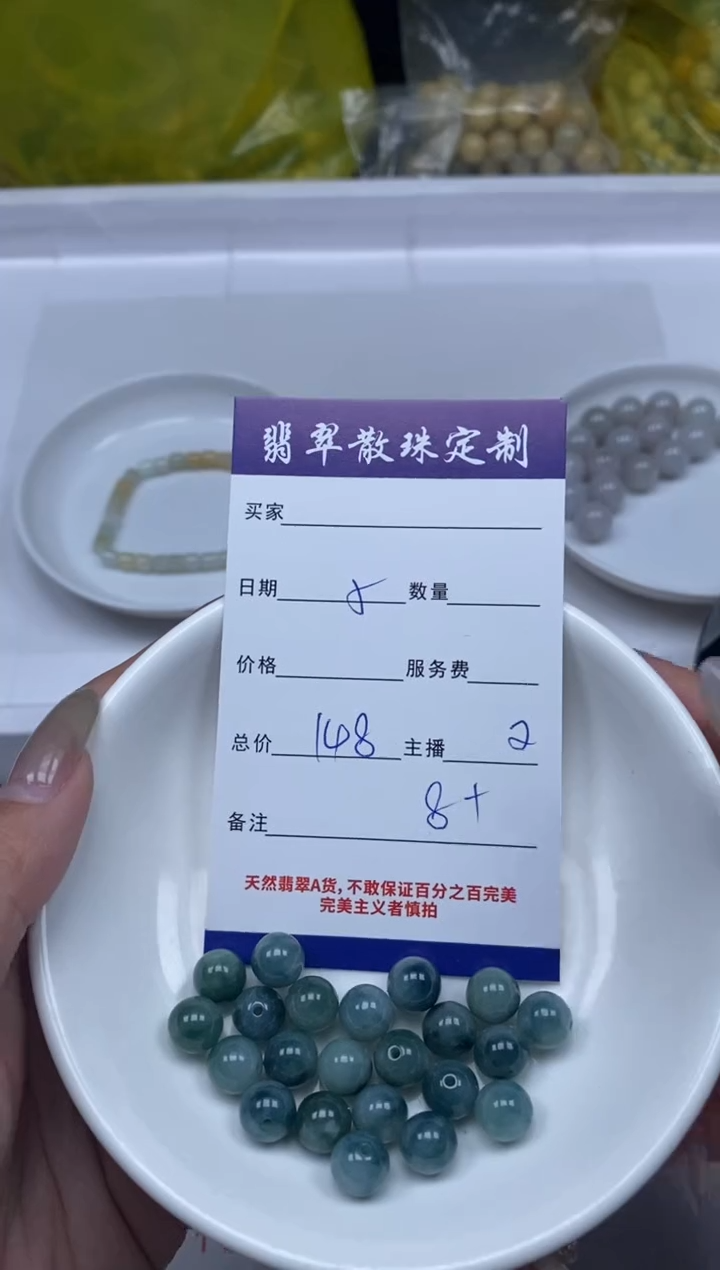 翡翠散珠定制
买家
日期 数量
价格 服务费
总价 148 主播 2
备注 8+
天然翡翠A货,不敢保证百分之百完美
完美主义者慎拍